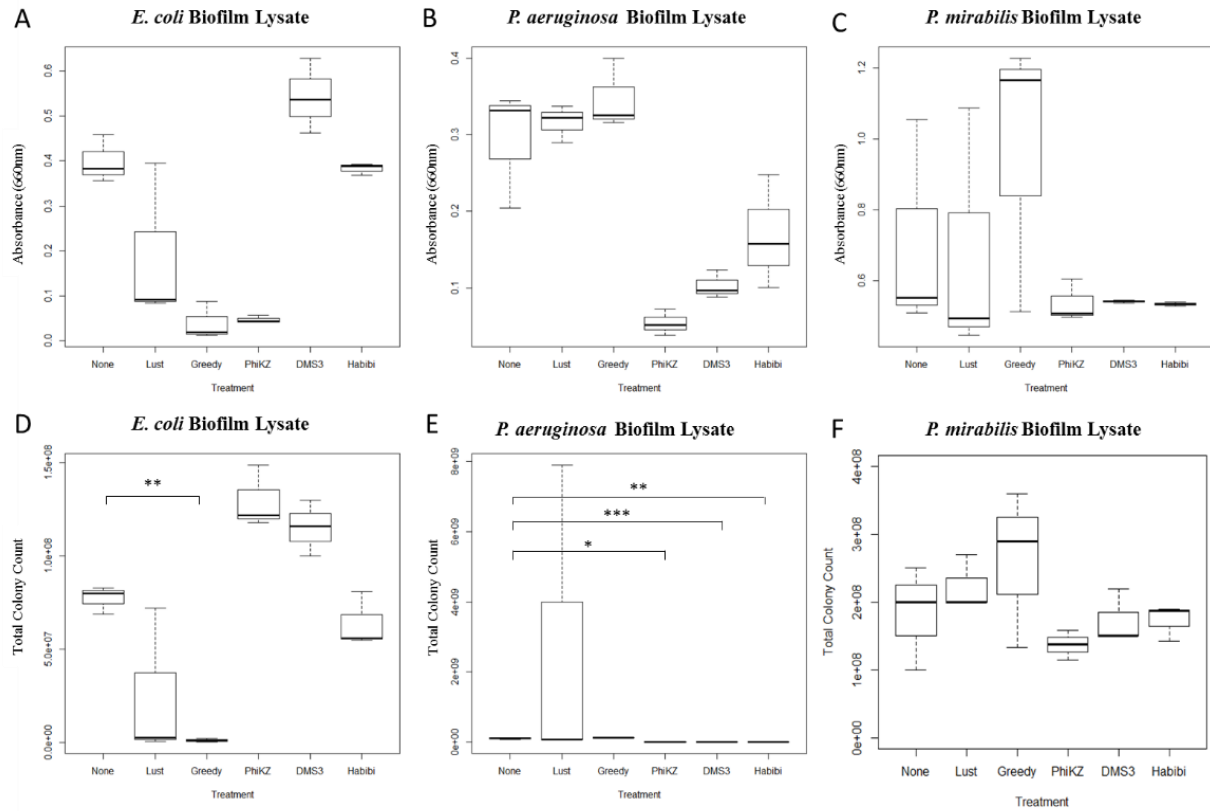 A
E. coli Biofilm Lysate
Absorbance (660nm)
0.6
0.5
0.4
0.3
0.2
0.1
0.0
None Lust Greedy PhiKZ DMS3 Habibi
Treatment
B
P. aeruginosa Biofilm Lysate
Absorbance (660nm)
0.4
0.3
0.2
0.1
None Lust Greedy PhiKZ DMS3 Habibi
Treatment
C
P. mirabilis Biofilm Lysate
Absorbance (660nm)
1.2
1.0
0.8
0.6
None Lust Greedy PhiKZ DMS3 Habibi
Treatment
D
E. coli Biofilm Lysate
Total Colony Count
1.5e+08
1.0e+08
5.0e+07
0.0e+00
**
None Lust Greedy PhiKZ DMS3 Habibi
Treatment
E
P. aeruginosa Biofilm Lysate
Total Colony Count
8e+09
6e+09
4e+09
2e+09
0e+00
**
***
*
None Lust Greedy PhiKZ DMS3 Habibi
Treatment
F
P. mirabilis Biofilm Lysate
Total Colony Count
4e+08
3e+08
2e+08
1e+08
0e+00
None Lust Greedy PhiKZ DMS3 Habibi
Treatment